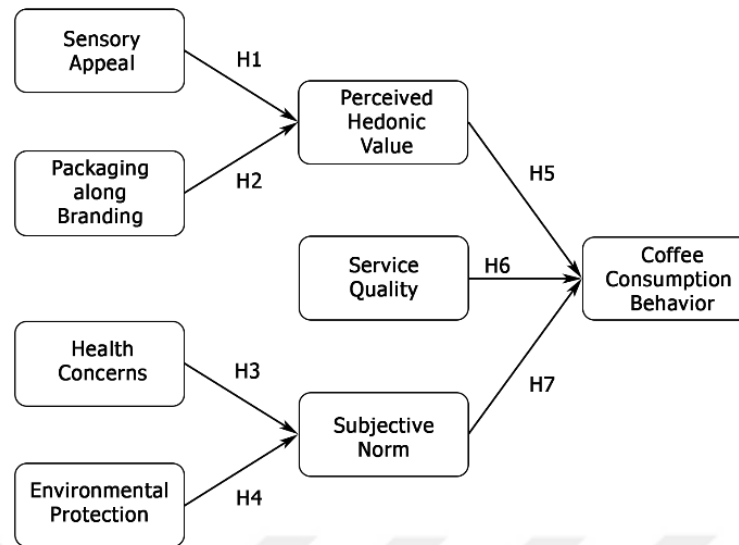 Sensory
Appeal
H1
Perceived
Hedonic
Value
Packaging
along
Branding
H2
H5
Service
Quality
H6
Coffee
Consumption
Behavior
Health
Concerns
H3
H7
Subjective
Norm
Environmental
Protection
H4